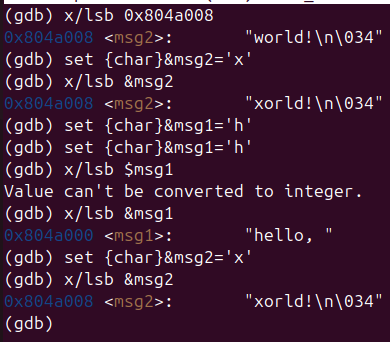 (gdb) x/lsb 0x804a008
0x804a008 <msg2>:       "world!\n\034"
(gdb) set {char}&msg2='x'
(gdb) x/lsb &msg2
0x804a008 <msg2>:       "xorld!\n\034"
(gdb) set {char}&msg1='h'
(gdb) set {char}&msg1='h'
(gdb) x/lsb $msg1
Value can't be converted to integer.
(gdb) x/lsb &msg1
0x804a000 <msg1>:       "hello, "
(gdb) set {char}&msg2='x'
(gdb) x/lsb &msg2
0x804a008 <msg2>:       "xorld!\n\034"
(gdb)